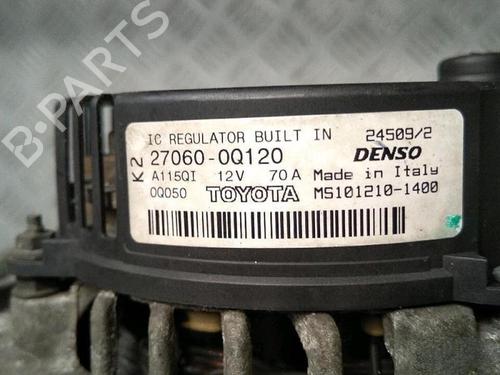 IC REGULATOR BUILT IN 24509/2
K2 27060-0Q120 DENSO
A115QI 12V 70A Made in Italy
0Q050 TOYOTA MS101210-1400
B-PARTS